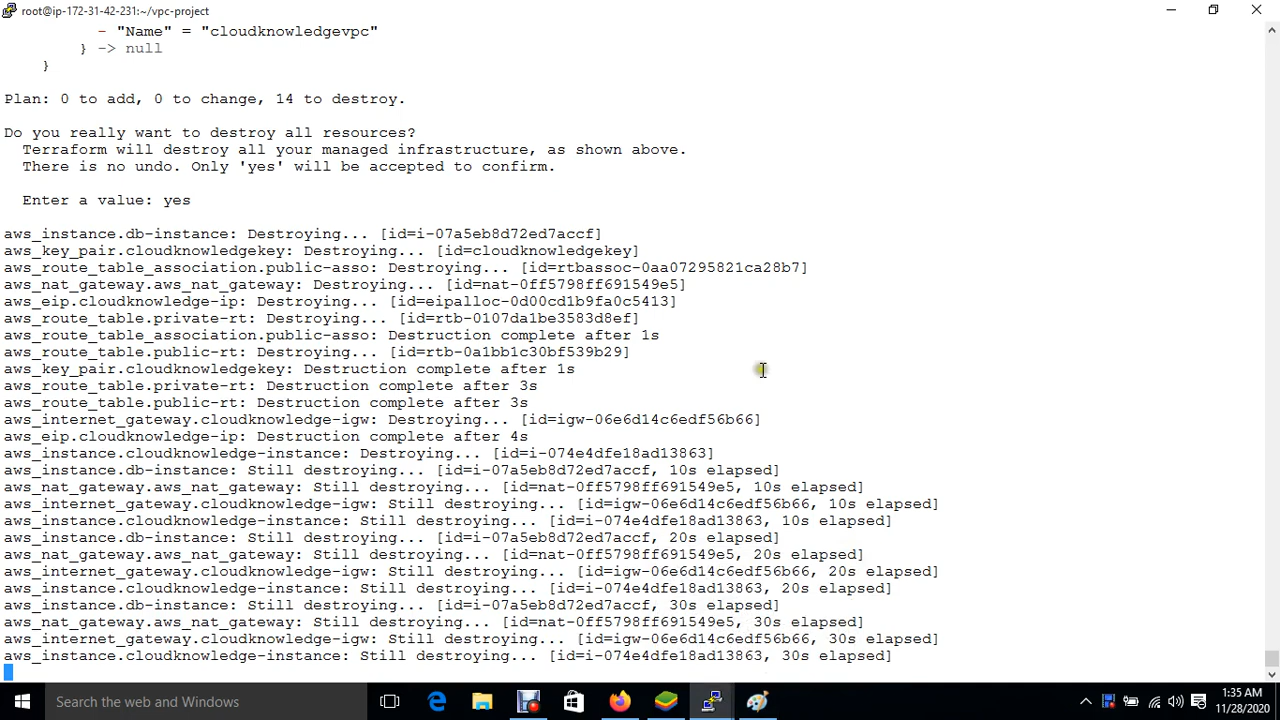 root@ip-172-31-42-231:~/vpc-project
- "Name" = "cloudknowledgevpc"
} -> null
}
Plan: 0 to add, 0 to change, 14 to destroy.
Do you really want to destroy all resources?
Terraform will destroy all your managed infrastructure, as shown above.
There is no undo. Only 'yes' will be accepted to confirm.
Enter a value: yes
aws_instance.db-instance: Destroying... [id=i-07a5eb8d72ed7accf]
aws_key_pair.cloudknowledgekey: Destroying... [id=cloudknowledgekey]
aws_route_table_association.public-asso: Destroying... [id=rtbassoc-0aa07295821ca28b7]
aws_nat_gateway.aws_nat_gateway: Destroying... [id=nat-0ff5798ff691549e5]
aws_eip.cloudknowledge-ip: Destroying... [id=eipalloc-0d00cd1b9fa0c5413]
aws_route_table.private-rt: Destroying... [id=rtb-0107da1be3583d8ef]
aws_route_table_association.public-asso: Destruction complete after 1s
aws_route_table.public-rt: Destroying... [id=rtb-0a1bb1c30bf539b29]
aws_key_pair.cloudknowledgekey: Destruction complete after 1s
aws_route_table.private-rt: Destruction complete after 3s
aws_route_table.public-rt: Destruction complete after 3s
aws_internet_gateway.cloudknowledge-igw: Destroying... [id=igw-06e6d14c6edf56b66]
aws_eip.cloudknowledge-ip: Destruction complete after 4s
aws_instance.cloudknowledge-instance: Destroying... [id=i-074e4dfe18ad13863]
aws_instance.db-instance: Still destroying... [id=i-07a5eb8d72ed7accf, 10s elapsed]
aws_nat_gateway.aws_nat_gateway: Still destroying... [id=nat-0ff5798ff691549e5, 10s elapsed]
aws_internet_gateway.cloudknowledge-igw: Still destroying... [id=igw-06e6d14c6edf56b66, 10s elapsed]
aws_instance.cloudknowledge-instance: Still destroying... [id=i-074e4dfe18ad13863, 10s elapsed]
aws_instance.db-instance: Still destroying... [id=i-07a5eb8d72ed7accf, 20s elapsed]
aws_nat_gateway.aws_nat_gateway: Still destroying... [id=nat-0ff5798ff691549e5, 20s elapsed]
aws_internet_gateway.cloudknowledge-igw: Still destroying... [id=igw-06e6d14c6edf56b66, 20s elapsed]
aws_instance.cloudknowledge-instance: Still destroying... [id=i-074e4dfe18ad13863, 20s elapsed]
aws_instance.db-instance: Still destroying... [id=i-07a5eb8d72ed7accf, 30s elapsed]
aws_nat_gateway.aws_nat_gateway: Still destroying... [id=nat-0ff5798ff691549e5, 30s elapsed]
aws_internet_gateway.cloudknowledge-igw: Still destroying... [id=igw-06e6d14c6edf56b66, 30s elapsed]
aws_instance.cloudknowledge-instance: Still destroying... [id=i-074e4dfe18ad13863, 30s elapsed]
Search the web and Windows
1:35 AM
11/28/2020